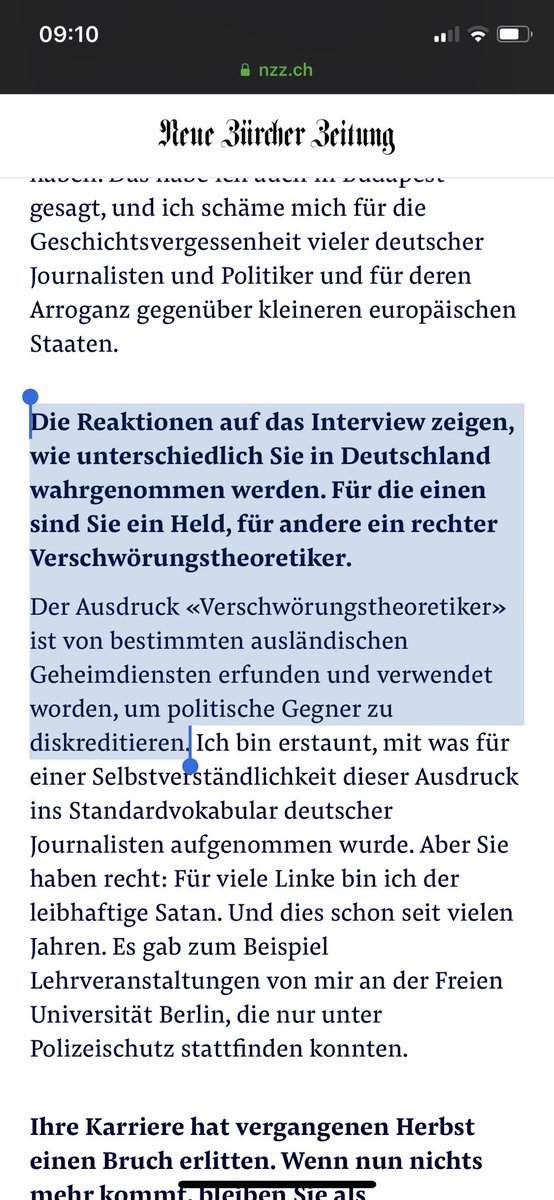 09:10
nzz.ch
Neue Zürcher Zeitung
haben. Das habe ich auch in Budapest
gesagt, und ich schäme mich für die
Geschichtsvergessenheit vieler deutscher
Journalisten und Politiker und für deren
Arroganz gegenüber kleineren europäischen
Staaten.
Die Reaktionen auf das Interview zeigen,
wie unterschiedlich Sie in Deutschland
wahrgenommen werden. Für die einen
sind Sie ein Held, für andere ein rechter
Verschwörungstheoretiker.
Der Ausdruck «Verschwörungstheoretiker»
ist von bestimmten ausländischen
Geheimdiensten erfunden und verwendet
worden, um politische Gegner zu
diskreditieren. Ich bin erstaunt, mit was für
einer Selbstverständlichkeit dieser Ausdruck
ins Standardvokabular deutscher
Journalisten aufgenommen wurde. Aber Sie
haben recht: Für viele Linke bin ich der
leibhaftige Satan. Und dies schon seit vielen
Jahren. Es gab zum Beispiel
Lehrveranstaltungen von mir an der Freien
Universität Berlin, die nur unter
Polizeischutz stattfinden konnten.
Ihre Karriere hat vergangenen Herbst
einen Bruch erlitten. Wenn nun nichts
mehr kommt, bleiben Sie als